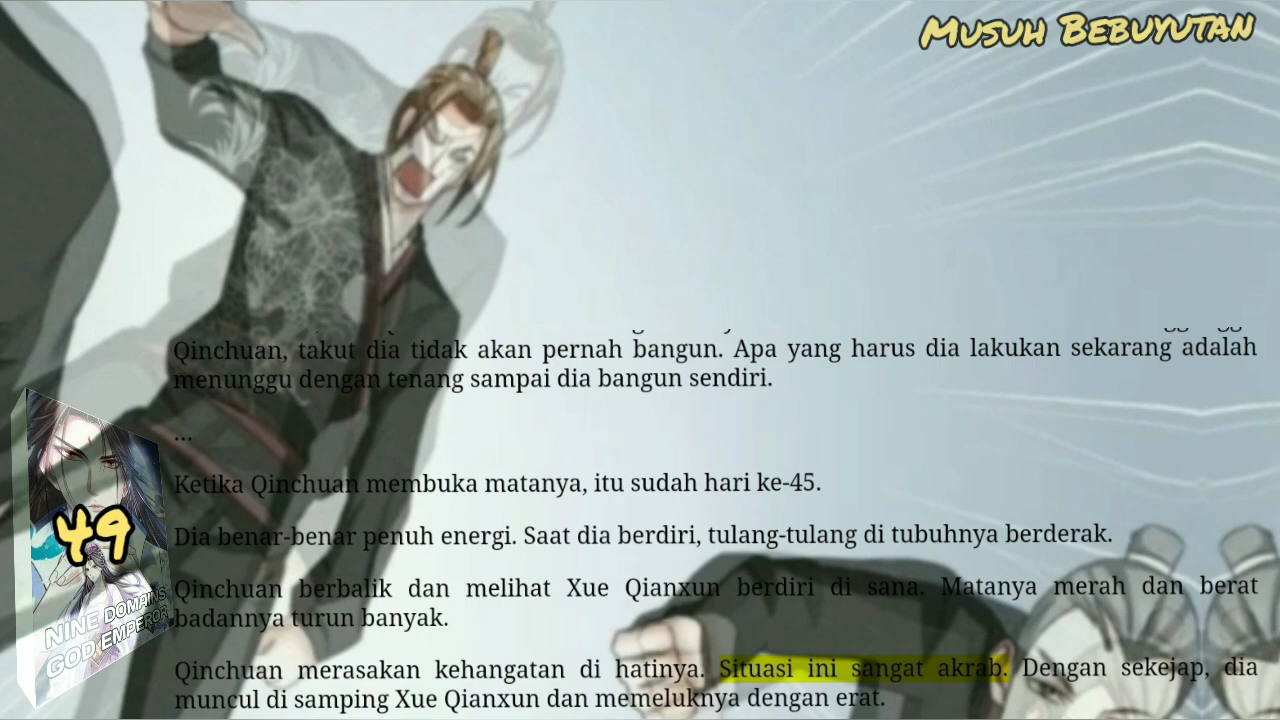 Musuh Bebuyutan
Qinchuan, takut dia tidak akan pernah bangun. Apa yang harus dia lakukan sekarang adalah
menunggu dengan tenang sampai dia bangun sendiri.
...
Ketika Qinchuan membuka matanya, itu sudah hari ke-45.
Dia benar-benar penuh energi. Saat dia berdiri, tulang-tulang di tubuhnya berderak.
Qinchuan berbalik dan melihat Xue Qianxun berdiri di sana. Matanya merah dan berat
badannya turun banyak.
Qinchuan merasakan kehangatan di hatinya. Situasi ini sangat akrab. Dengan sekejap, dia
muncul di samping Xue Qianxun dan memeluknya dengan erat.
49
NINE DOMAINS
GOD EMPEROR